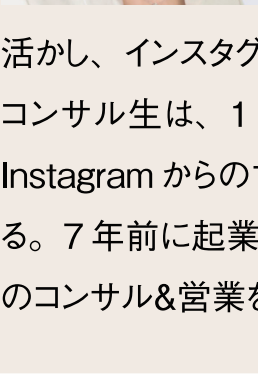 活かし、インスタグ
コンサル生は、1
Instagram からの
る。7 年前に起業
のコンサル&営業を